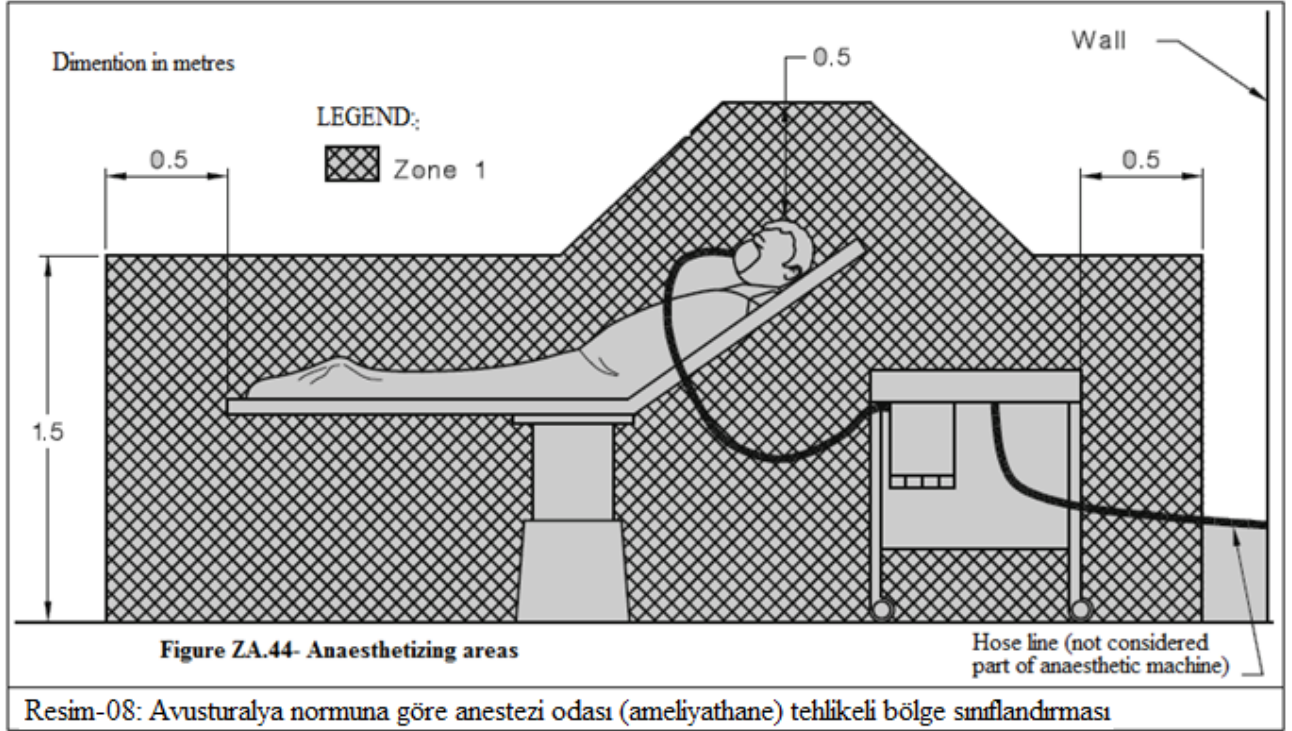 Dimention in metres
LEGEND:
Zone 1
0.5
Wall
0.5
0.5
1.5
Figure ZA.44- Anaesthetizing areas
Hose line (not considered
part of anaesthetic machine)
Resim-08: Avusturalya normuna göre anestezi odası (ameliyathane) tehlikeli bölge sınıflandırması